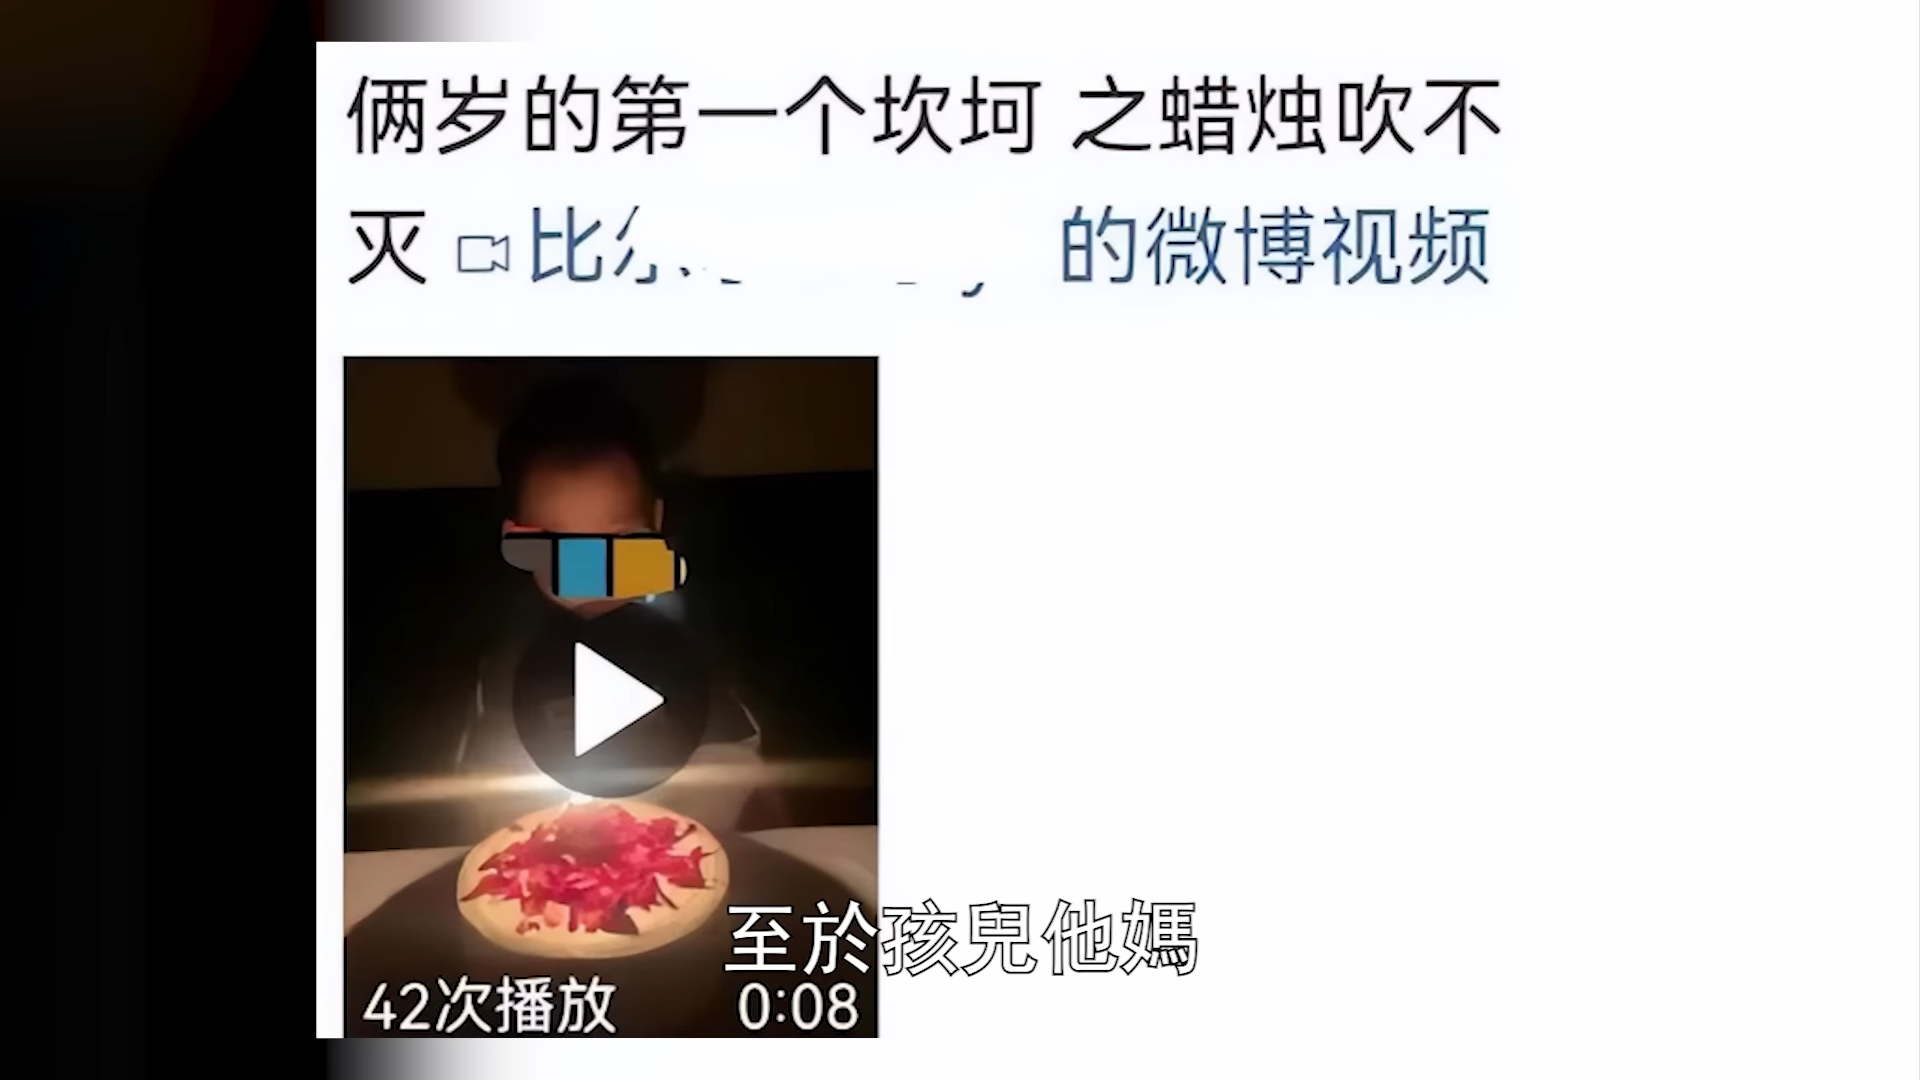 俩岁的第一个坎坷 之蜡烛吹不
灭 比 的微博视频
至於孩兒他媽
42次播放 0:08